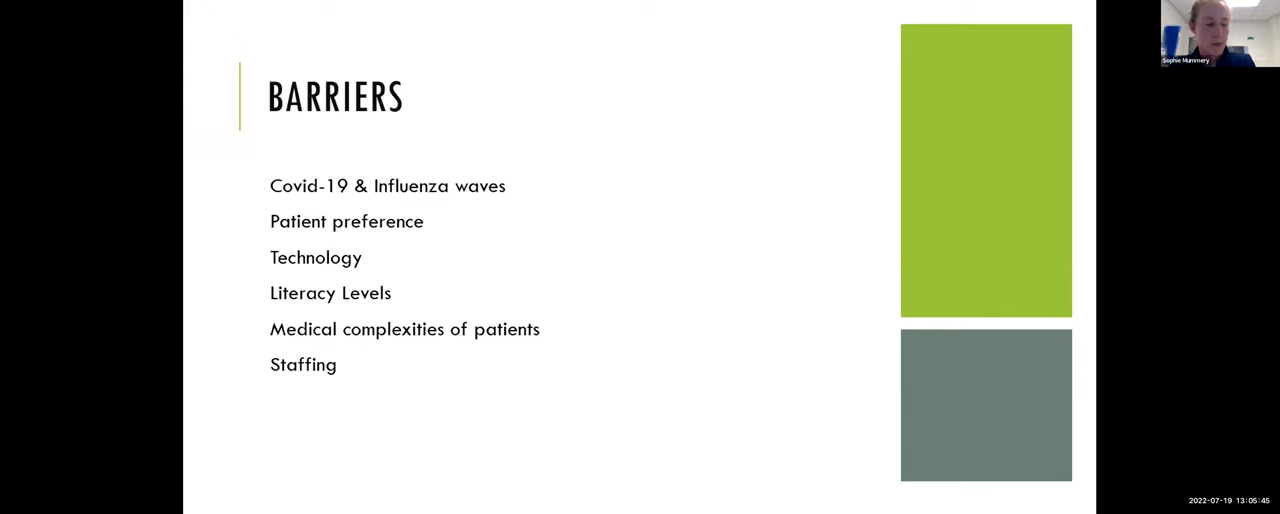 BARRIERS
Covid-19 & Influenza waves
Patient preference
Technology
Literacy Levels
Medical complexities of patients
Staffing
Sophie Mummery
2022-07-19 13:05:45